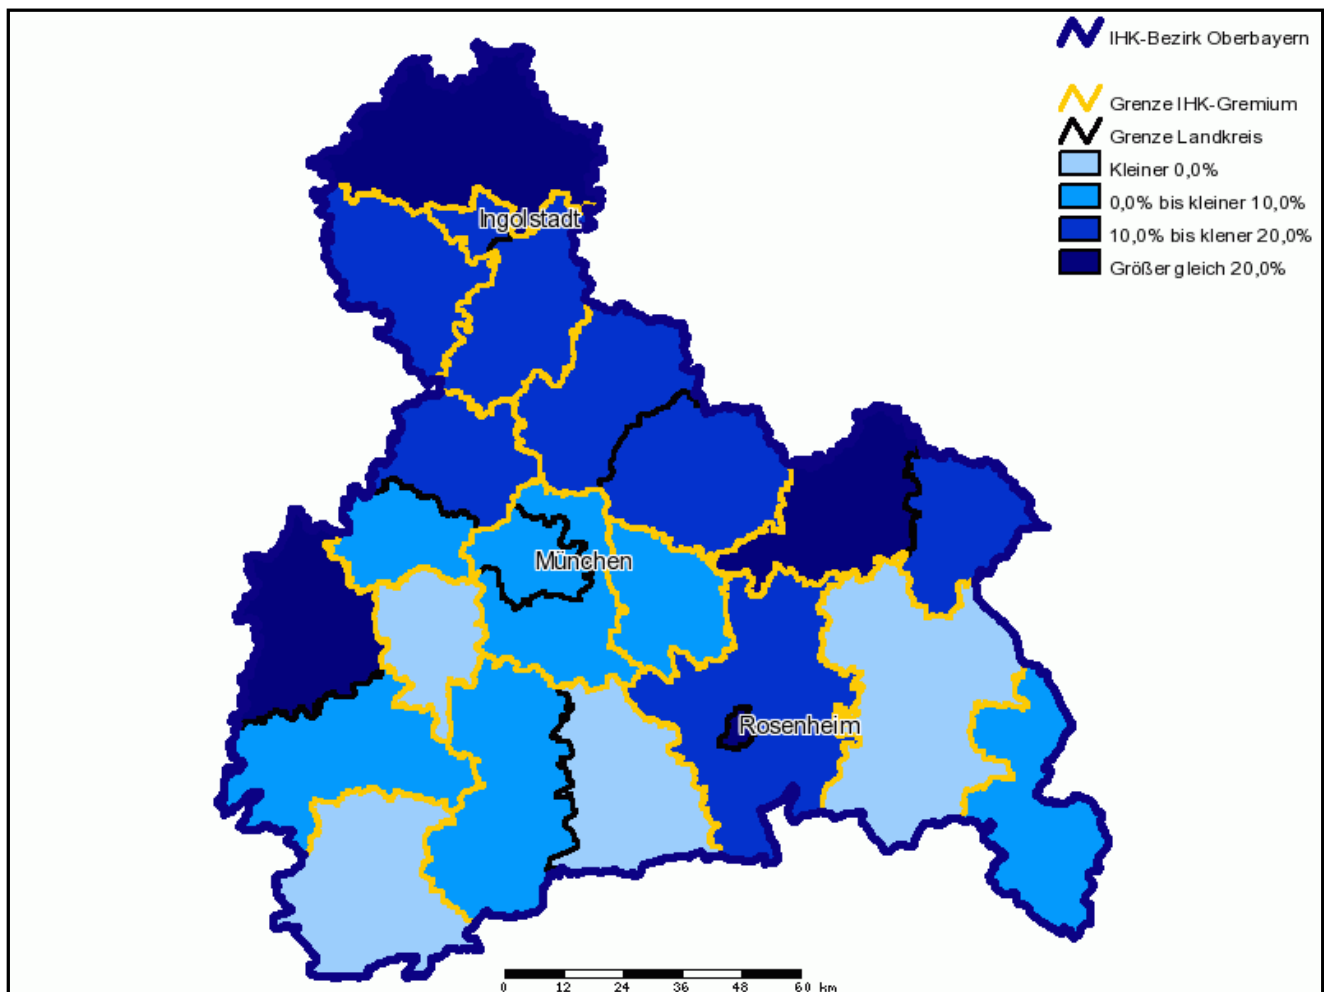 IHK-Bezirk Oberbayern
Grenze IHK-Gremium
Grenze Landkreis
Kleiner 0,0%
0,0% bis kleiner 10,0%
10,0% bis klener 20,0%
Größer gleich 20,0%
Ingolstadt
München
Rosenheim
0 12 24 36 48 60 km